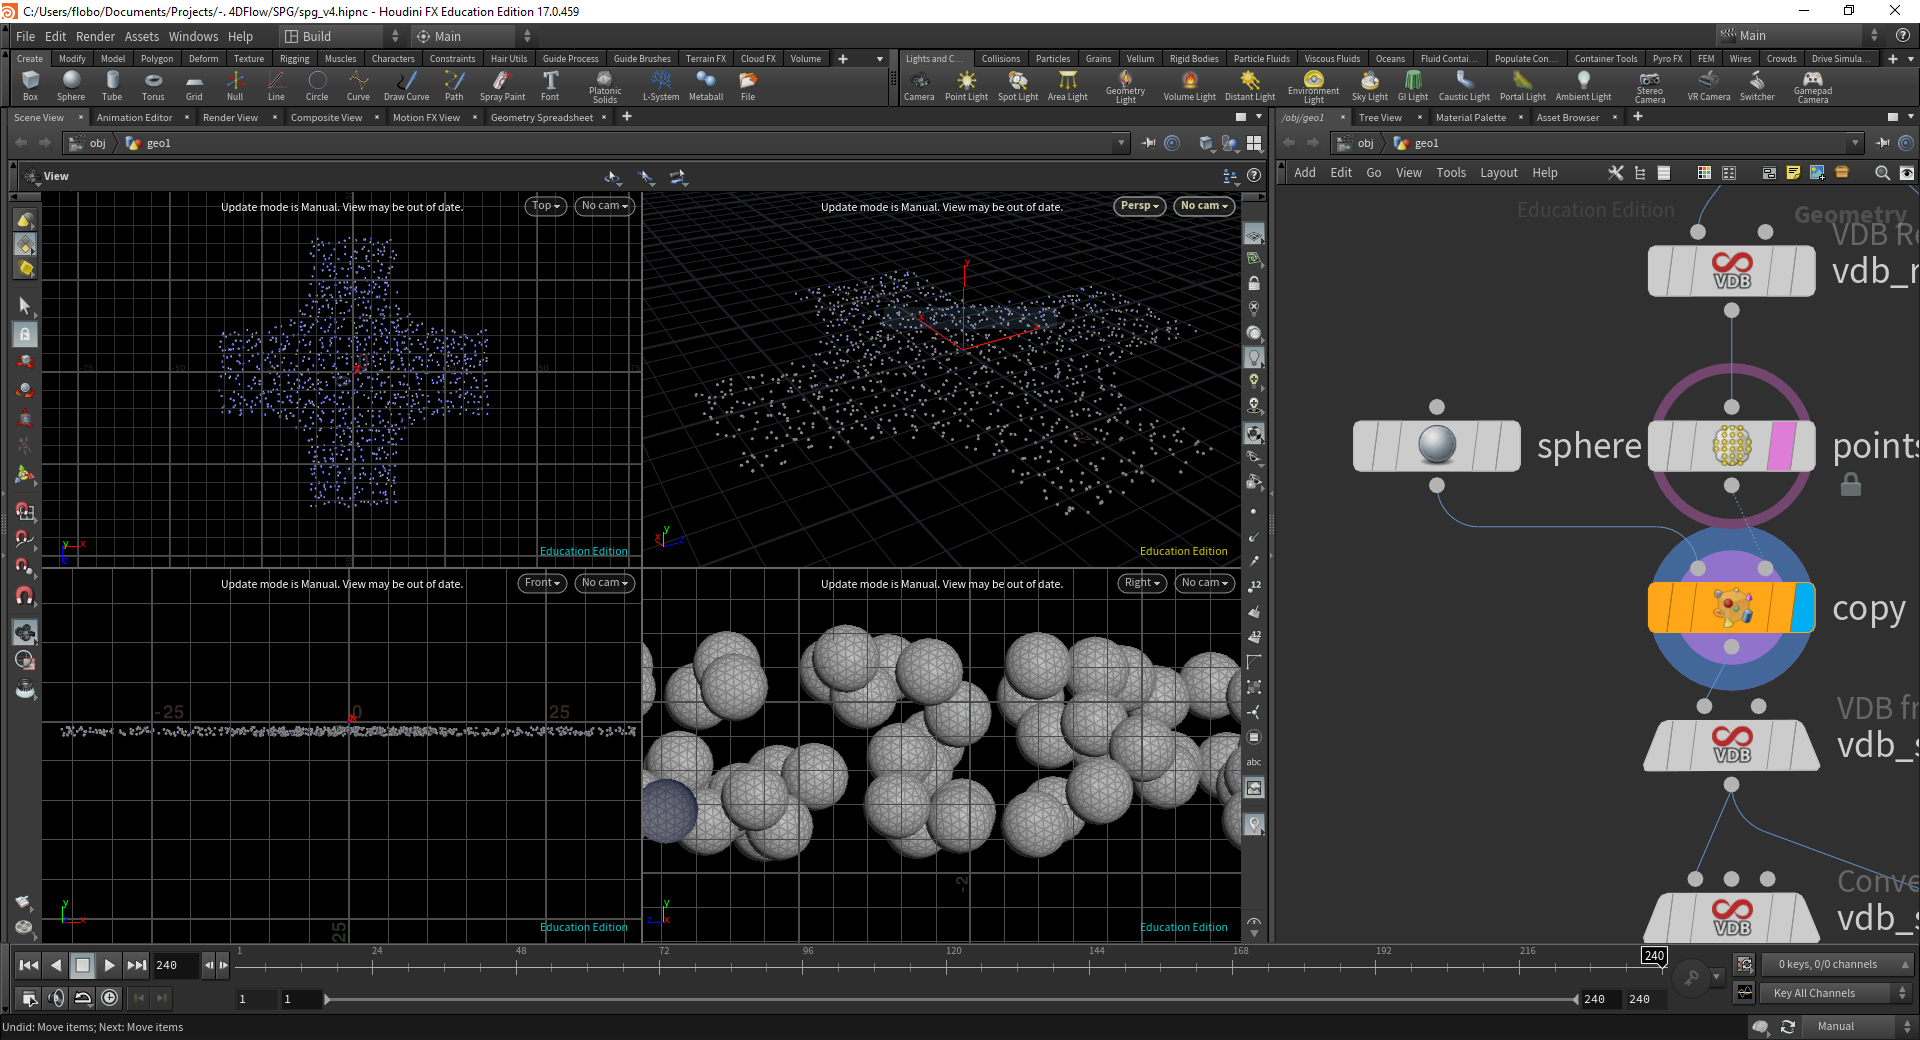 C:/Users/flobo/Documents/Projects/-. 4DFlow/SPG/spg_v4.hipnc - Houdini FX Education Edition 17.0.459
File Edit Render Assets Windows Help Build Main Main
Create Modify Model Polygon Deform Texture Rigging Muscles Characters Constraints Hair Utils Guide Process Guide Brushes Terrain FX Cloud FX Volume
Lights and C... Collisions Particles Grains Vellum Rigid Bodies Particle Fluids Viscous Fluids Oceans Fluid Contai... Populate Con... Container Tools Pyro FX FEM Wires Crowds Drive Simula...
Box Sphere Tube Torus Grid Null Line Circle Curve Draw Curve Path Spray Paint Font Platonic Solids L-System Metaball File
Camera Point Light Spot Light Area Light Geometry Light Volume Light Distant Light Environment Light Sky Light GI Light Caustic Light Portal Light Ambient Light Stereo Camera VR Camera Switcher Gamepad Camera
Scene View Animation Editor Render View Composite View Motion FX View Geometry Spreadsheet
/obj/geo1 Tree View Material Palette Asset Browser
obj geo1
obj geo1
View
Add Edit Go View Tools Layout Help
Update mode is Manual. View may be out of date. Top No cam
Update mode is Manual. View may be out of date. Persp No cam
Education Edition
Education Edition
Update mode is Manual. View may be out of date. Front No cam
Update mode is Manual. View may be out of date. Right No cam
-25 0 25
25
-2
Education Edition
Education Edition
12
12
abc
Education Edition
Geometry
VDB Re
VDB
vdb_r
sphere
points
copy
VDB fr
VDB
vdb_s
Conve
VDB
vdb_s
240
1 24 48 72 96 120 144 168 192 216 240
0 keys, 0/0 channels
1 1 240 240
Key All Channels
Undid: Move items; Next: Move items
Manual